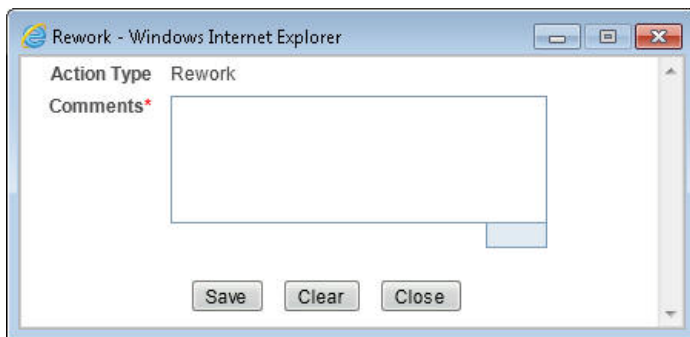 Rework - Windows Internet Explorer
Action Type Rework
Comments*
Save Clear Close